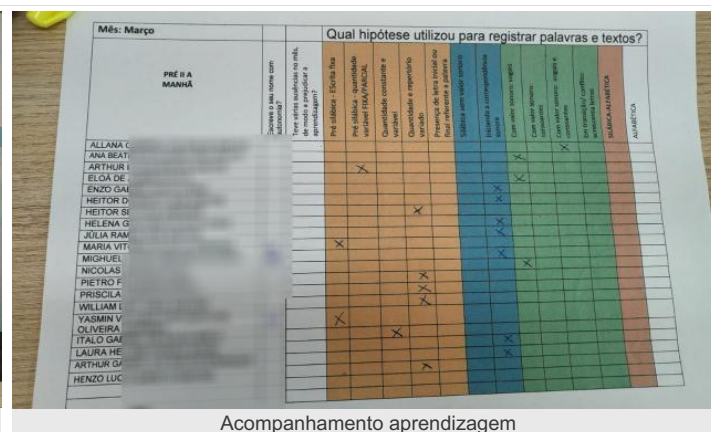 Mês: Março
Qual hipótese utilizou para registrar palavras e textos?
PRÉ II A
MANHÃ
Escreve o seu nome com
autonomia?
Teve várias ausências no mês,
de modo a prejudicar a
aprendizagem?
Pré silábica - Escrita fixa
Pré silábica - quantidade
variável FIXA/PARCIAL
Quantidade constante e
variável
Quantidade e repertório
variado
Presença de letra inicial ou
final referente a palavra
Silábica sem valor sonoro
Iniciando a correspondência
sonora
Com valor sonoro: vogais
Com valor sonoro:
consoantes
Com valor sonoro: vogais e
consoantes
Em transição/ conflito:
acrescenta letras
SILÁBICA-ALFABÉTICA
ALFABÉTICA
ALLANA
ANA BEAT
ARTHUR
ELOÁ DE
ENZO GA
HEITOR D
HEITOR
HELENA G
JÚLIA RAM
MARIA VIT
MIGHUEL
NICOLAS
PIETRO F
PRISCILA
WILLIAM
YASMIN V
OLIVEIRA
ITALO GA
LAURA HE
ARTHUR GA
HENZO LUC
Acompanhamento aprendizagem